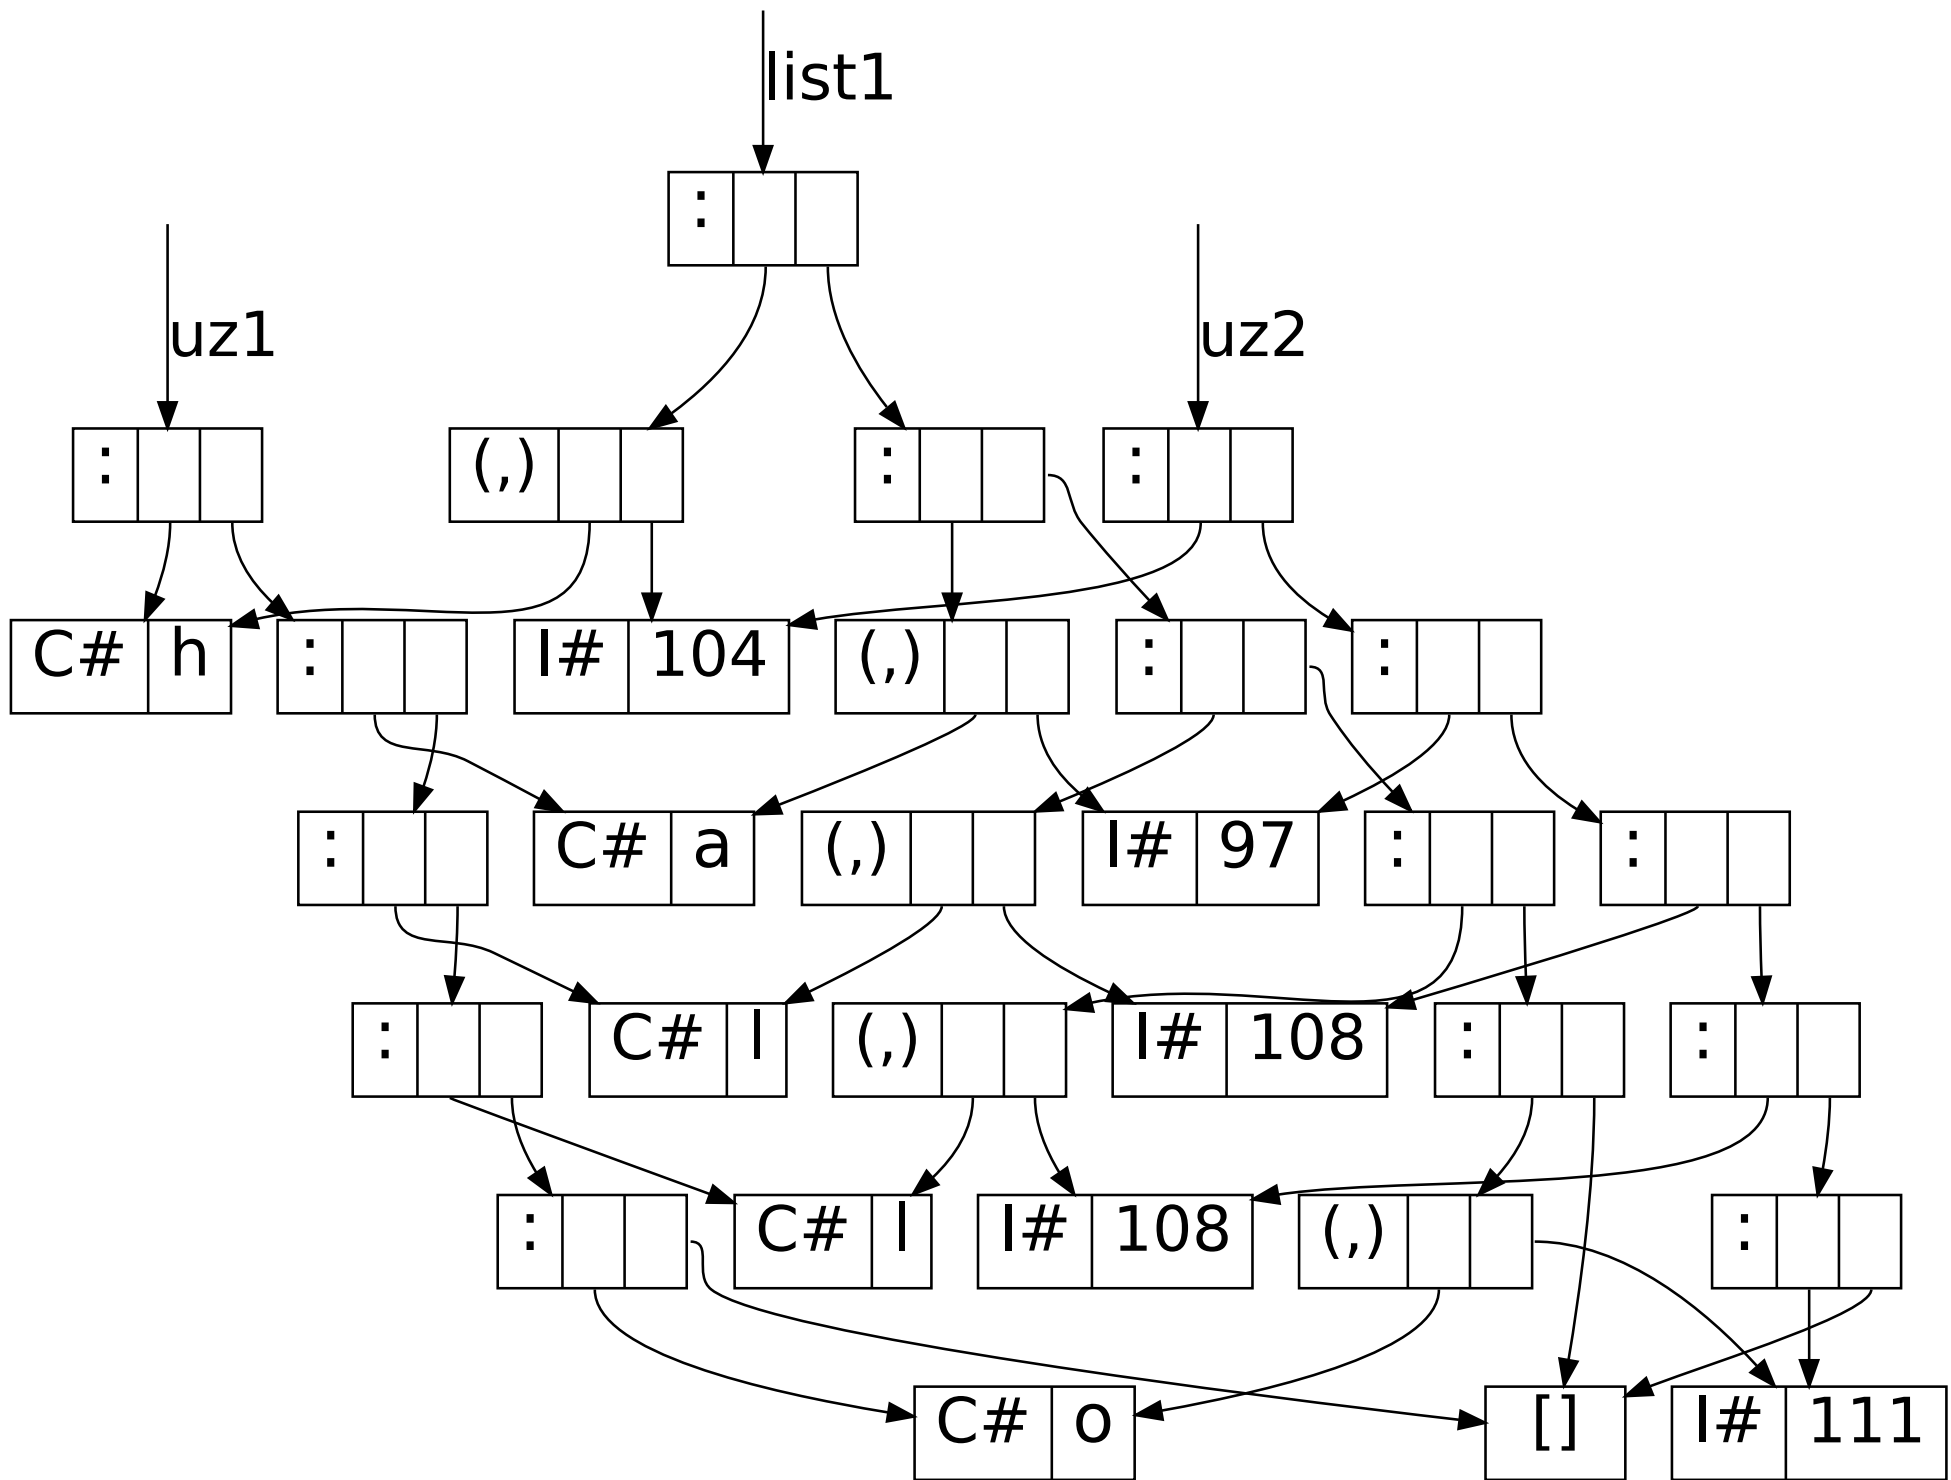 list1
:
uz1
uz2
: (,) : :
C# h : I# 104 (,) : :
: C# a (,) I# 97 : :
: C# l (,) I# 108 : :
: C# l I# 108 (,) :
C# o [] I# 111